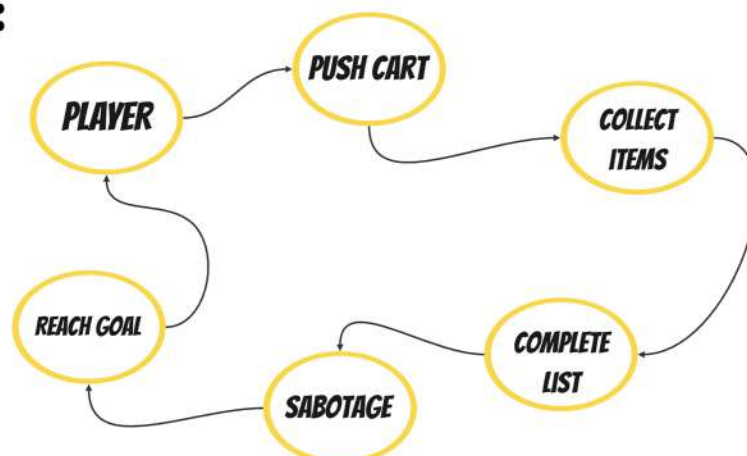 :
PLAYER
PUSH CART
COLLECT
ITEMS
COMPLETE
LIST
SABOTAGE
REACH GOAL